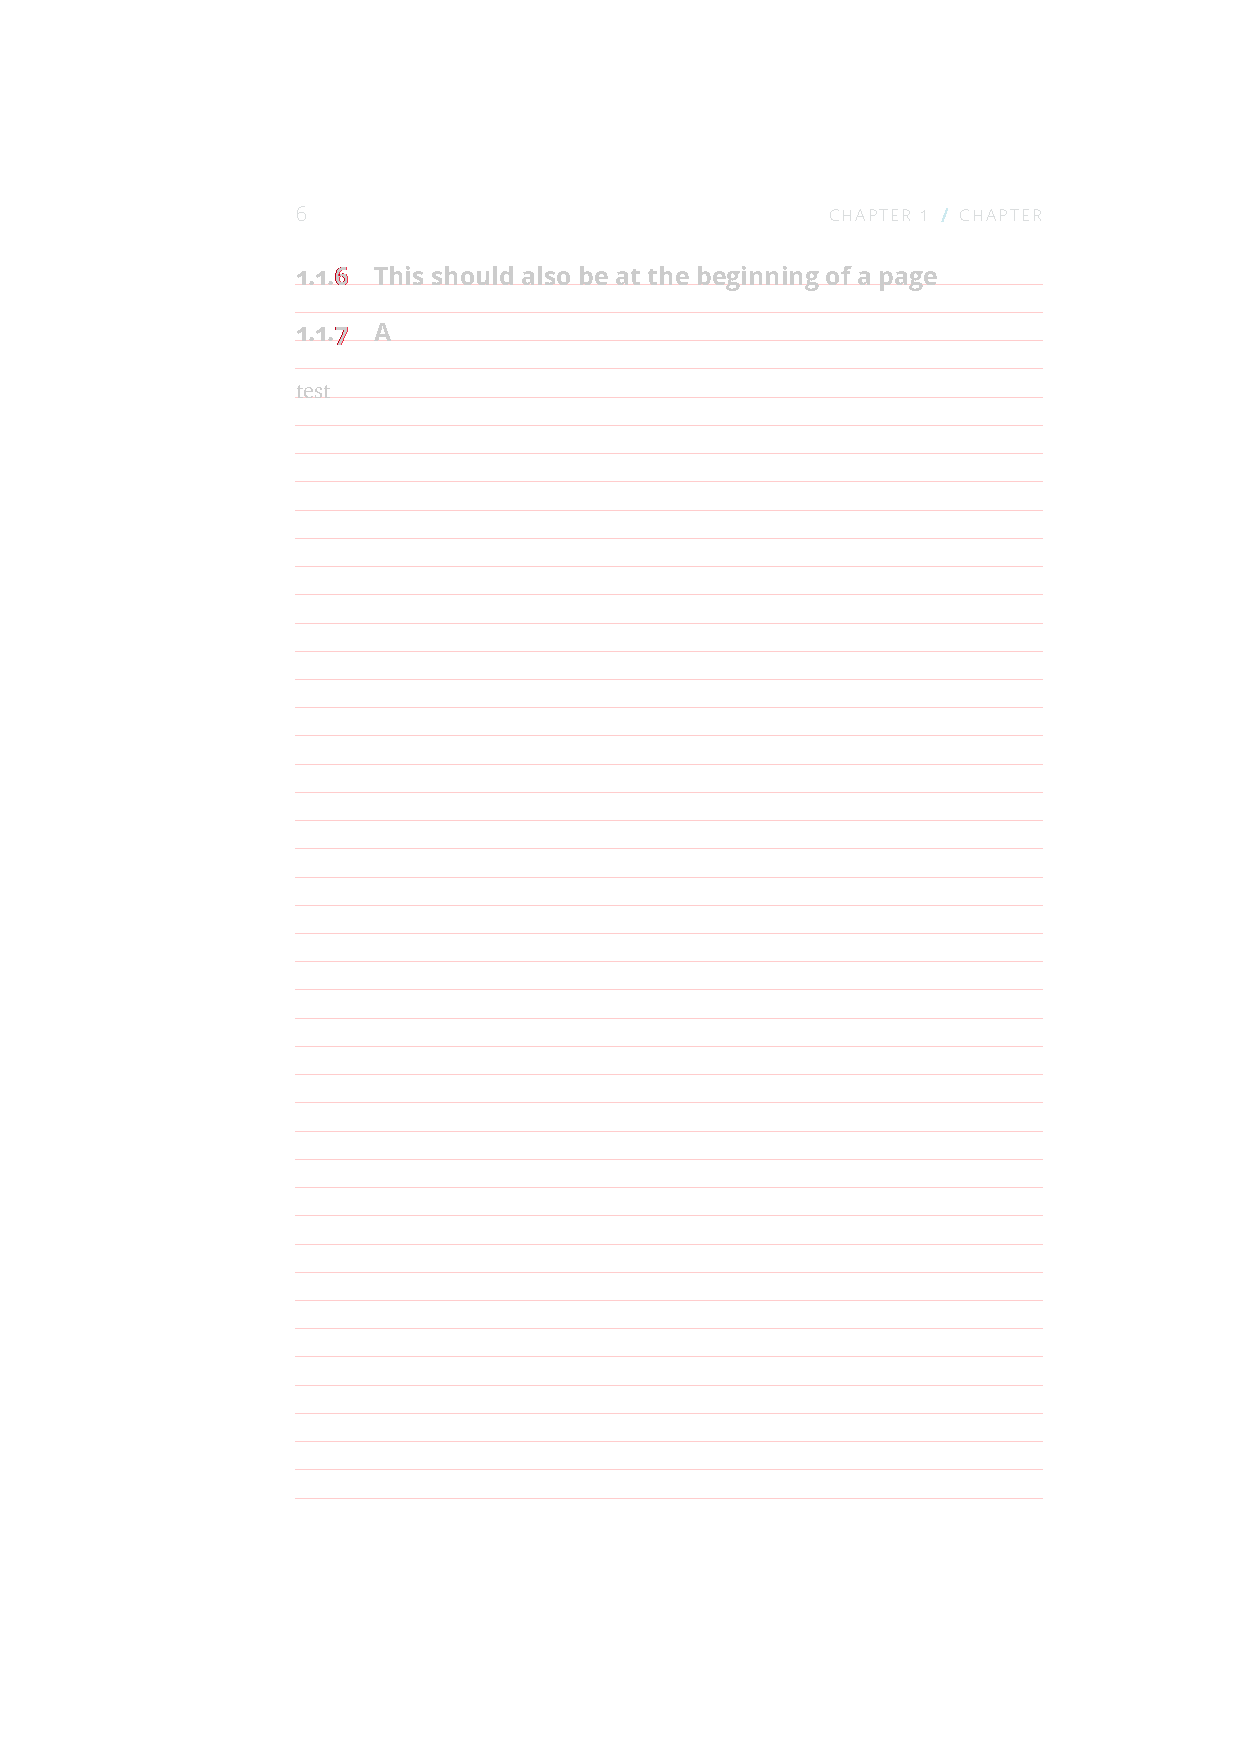 6 CHAPTER 1 / CHAPTER
1.1.6 This should also be at the beginning of a page
1.1.7 A
test